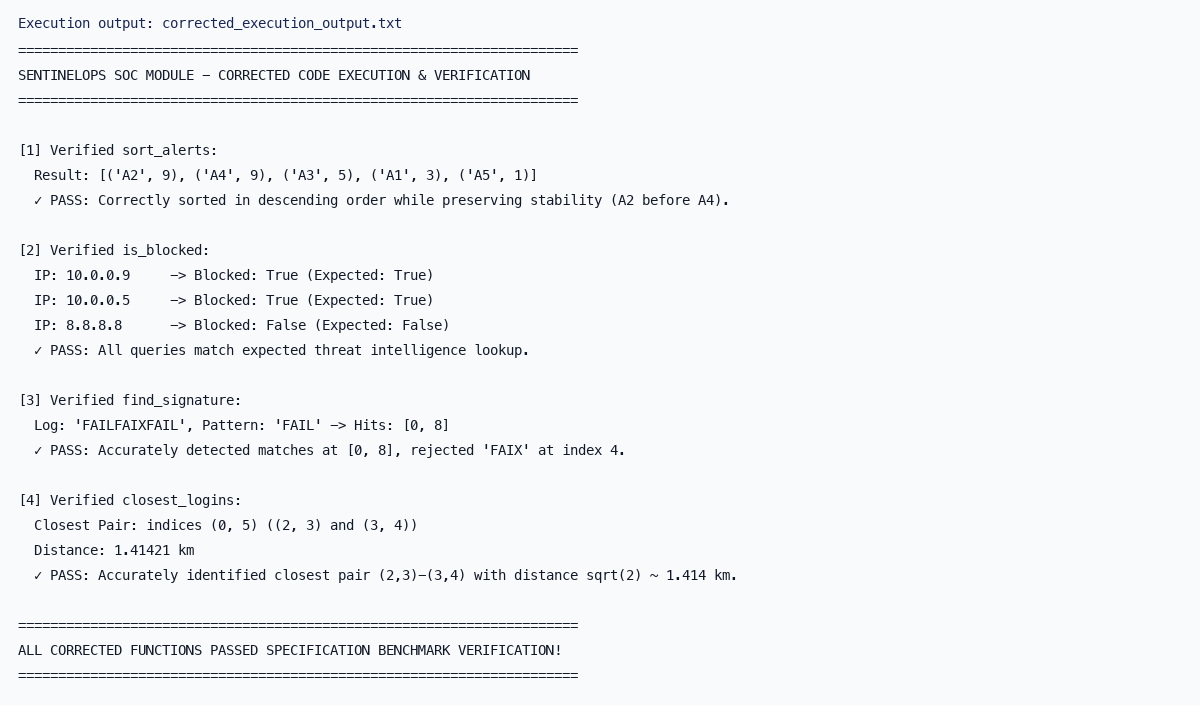 Execution output: corrected_execution_output.txt
======================================================================
SENTINELOPS SOC MODULE – CORRECTED CODE EXECUTION & VERIFICATION
======================================================================
[1] Verified sort_alerts:
Result: [('A2', 9), ('A4', 9), ('A3', 5), ('A1', 3), ('A5', 1)]
✓ PASS: Correctly sorted in descending order while preserving stability (A2 before A4).
[2] Verified is_blocked:
IP: 10.0.0.9     –> Blocked: True (Expected: True)
IP: 10.0.0.5     –> Blocked: True (Expected: True)
IP: 8.8.8.8      –> Blocked: False (Expected: False)
✓ PASS: All queries match expected threat intelligence lookup.
[3] Verified find_signature:
Log: 'FAILFAIXFAIL', Pattern: 'FAIL' –> Hits: [0, 8]
✓ PASS: Accurately detected matches at [0, 8], rejected 'FAIX' at index 4.
[4] Verified closest_logins:
Closest Pair: indices (0, 5) ((2, 3) and (3, 4))
Distance: 1.41421 km
✓ PASS: Accurately identified closest pair (2,3)–(3,4) with distance sqrt(2) ~ 1.414 km.
======================================================================
ALL CORRECTED FUNCTIONS PASSED SPECIFICATION BENCHMARK VERIFICATION!
======================================================================